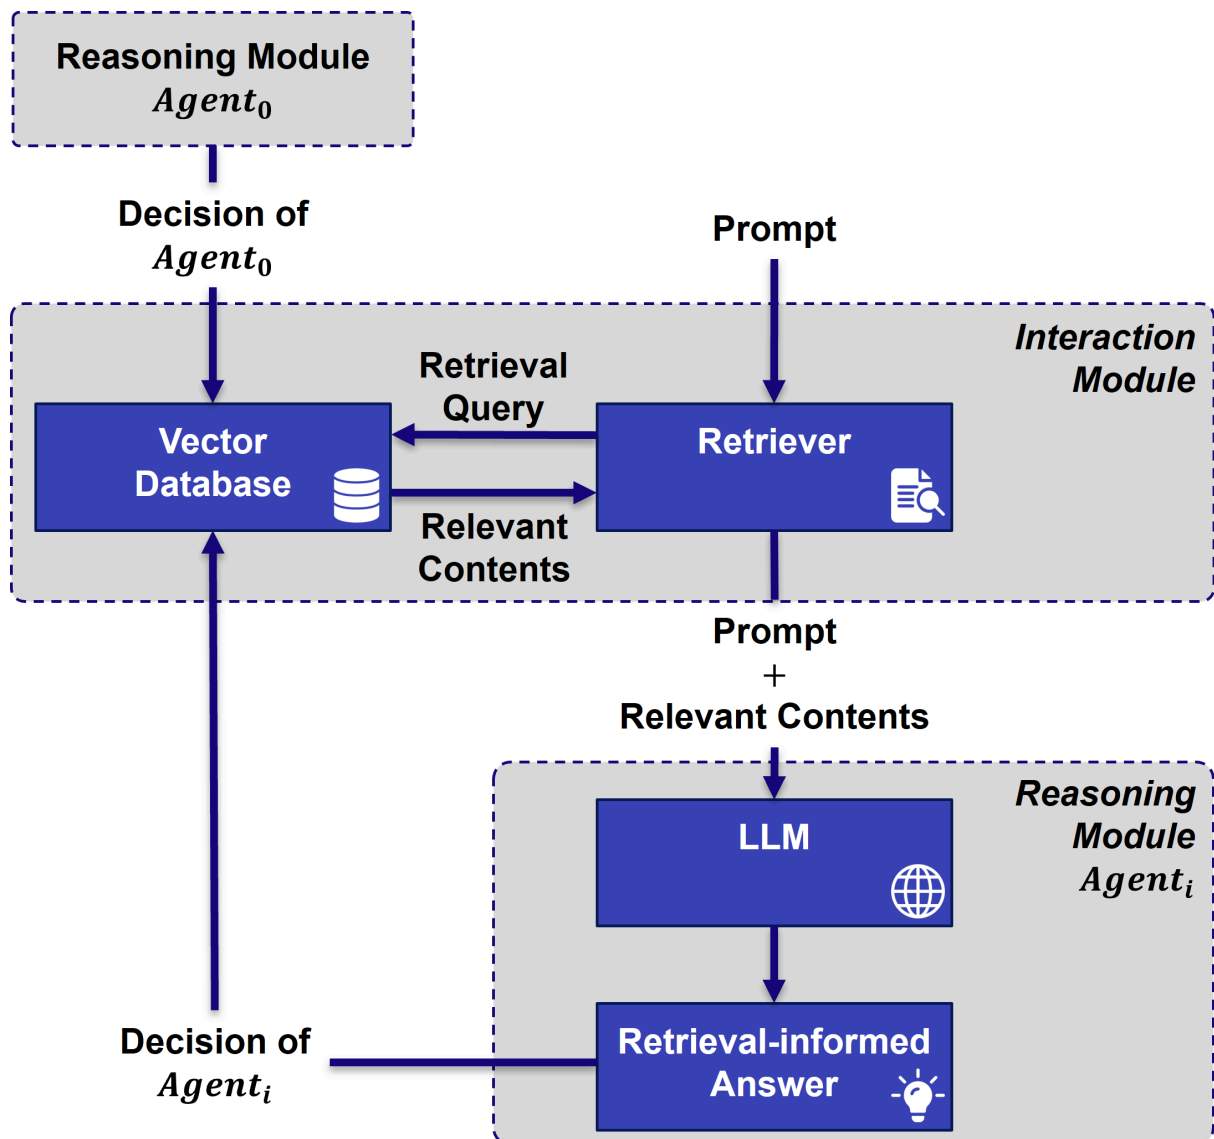 Reasoning Module
Agent₀
Decision of
Agent₀
Prompt
Interaction
Module
Retrieval
Query
Vector
Database
Retriever
Relevant
Contents
Prompt
+
Relevant Contents
Reasoning
Module
Agentᵢ
LLM
Retrieval-informed
Answer
Decision of
Agentᵢ